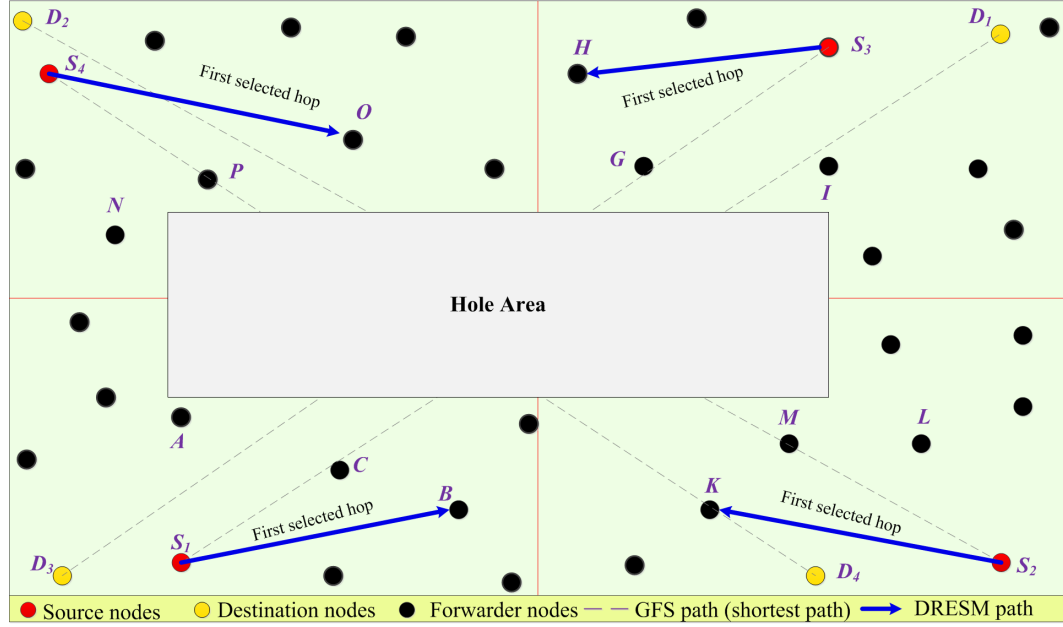 D2
D1
S4
First selected hop
O
P
N
H
S3
First selected hop
G
I
Hole Area
A
C
B
S1
First selected hop
D3
M
L
K
First selected hop
S2
D4
Source nodes
Destination nodes
Forwarder nodes
GFS path (shortest path)
DRESM path